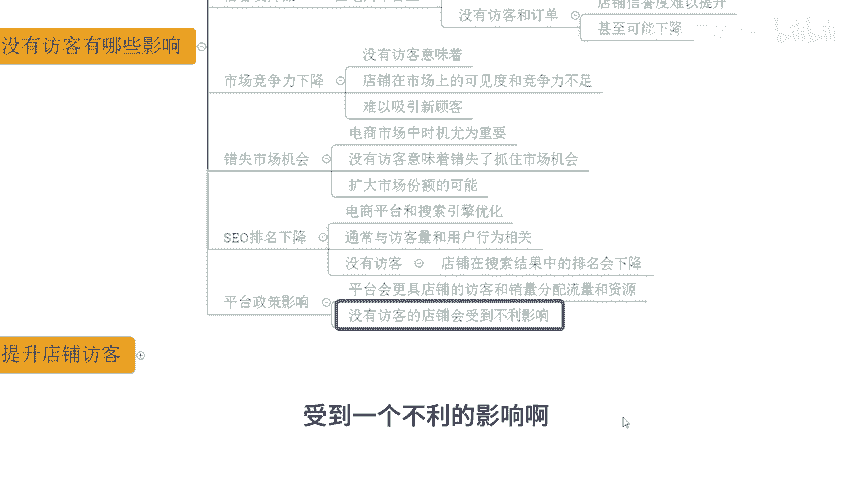 店铺信誉度难以提升
没有访客和订单
甚至可能下降
没有访客有哪些影响
没有访客意味着
市场竞争力下降
店铺在市场上的可见度和竞争力不足
难以吸引新顾客
电商市场中时机尤为重要
错失市场机会
没有访客意味着错失了抓住市场机会
扩大市场份额的可能
电商平台和搜索引擎优化
SEO排名下降
通常与访客量和用户行为相关
没有访客
店铺在搜索结果中的排名会下降
平台会更具店铺的访客和销量分配流量和资源
平台政策影响
没有访客的店铺会受到不利影响
提升店铺访客
受到一个不利的影响啊